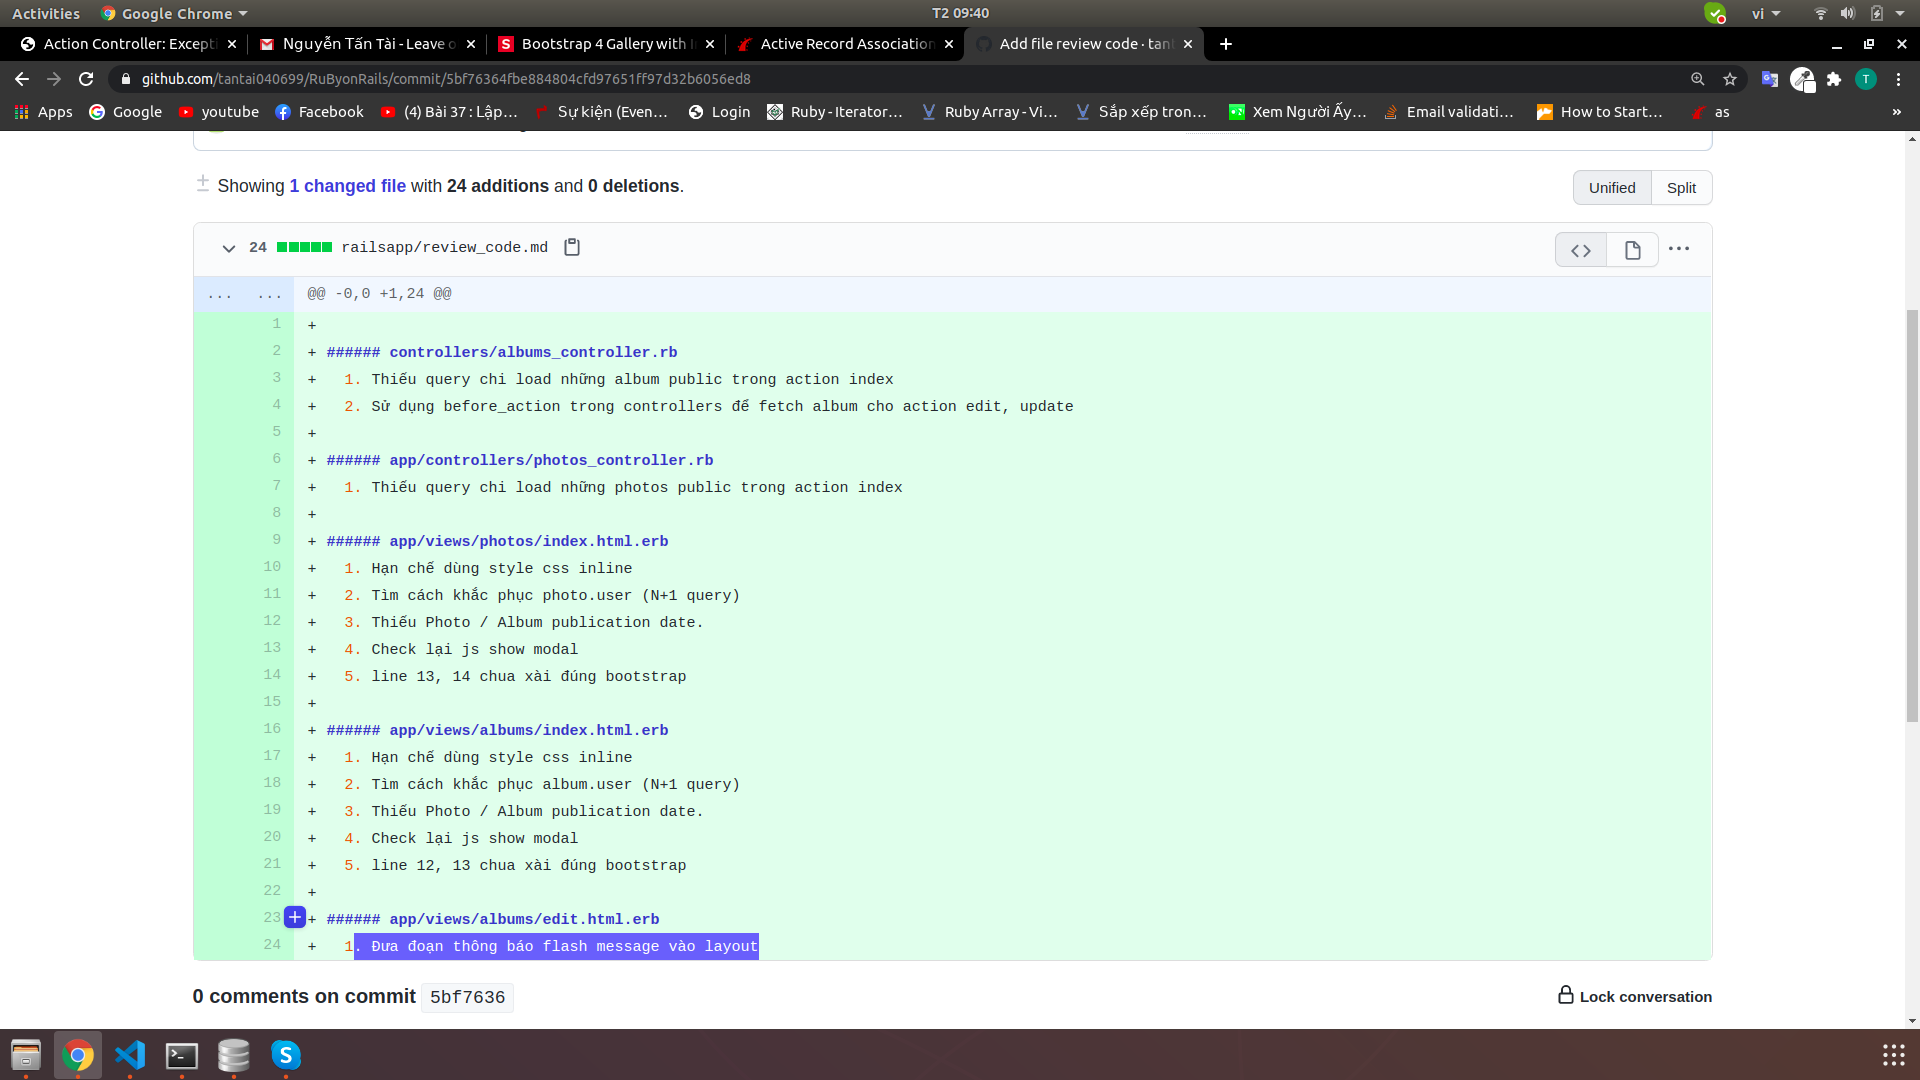 Activities
Google Chrome
T2 09:40
vi
Action Controller: Excepti
Nguyễn Tấn Tài - Leave o
Bootstrap 4 Gallery with
Active Record Association
Add file review code · tan
github.com/tantai040699/RuByonRails/commit/5bf76364fbe884804cfd97651ff97d32b6056ed8
T
Apps
Google
youtube
Facebook
(4) Bài 37 : Lập…
Sự kiện (Even…
Login
Ruby - Iterator…
Ruby Array - Vi…
Sắp xếp tron…
Xem Người Ấy…
Email validati…
How to Start…
as
»
Showing 1 changed file with 24 additions and 0 deletions.
Unified
Split
24
railsapp/review_code.md
... ... @@ -0,0 +1,24 @@
1 +
2 + ###### controllers/albums_controller.rb
3 + 1. Thiếu query chi load những album public trong action index
4 + 2. Sử dụng before_action trong controllers để fetch album cho action edit, update
5 +
6 + ###### app/controllers/photos_controller.rb
7 + 1. Thiếu query chi load những photos public trong action index
8 +
9 + ###### app/views/photos/index.html.erb
10 + 1. Hạn chế dùng style css inline
11 + 2. Tìm cách khắc phục photo.user (N+1 query)
12 + 3. Thiếu Photo / Album publication date.
13 + 4. Check lại js show modal
14 + 5. line 13, 14 chua xài đúng bootstrap
15 +
16 + ###### app/views/albums/index.html.erb
17 + 1. Hạn chế dùng style css inline
18 + 2. Tìm cách khắc phục album.user (N+1 query)
19 + 3. Thiếu Photo / Album publication date.
20 + 4. Check lại js show modal
21 + 5. line 12, 13 chua xài đúng bootstrap
22 +
23 + ###### app/views/albums/edit.html.erb
24 + 1. Đưa đoạn thông báo flash message vào layout
0 comments on commit 5bf7636
Lock conversation